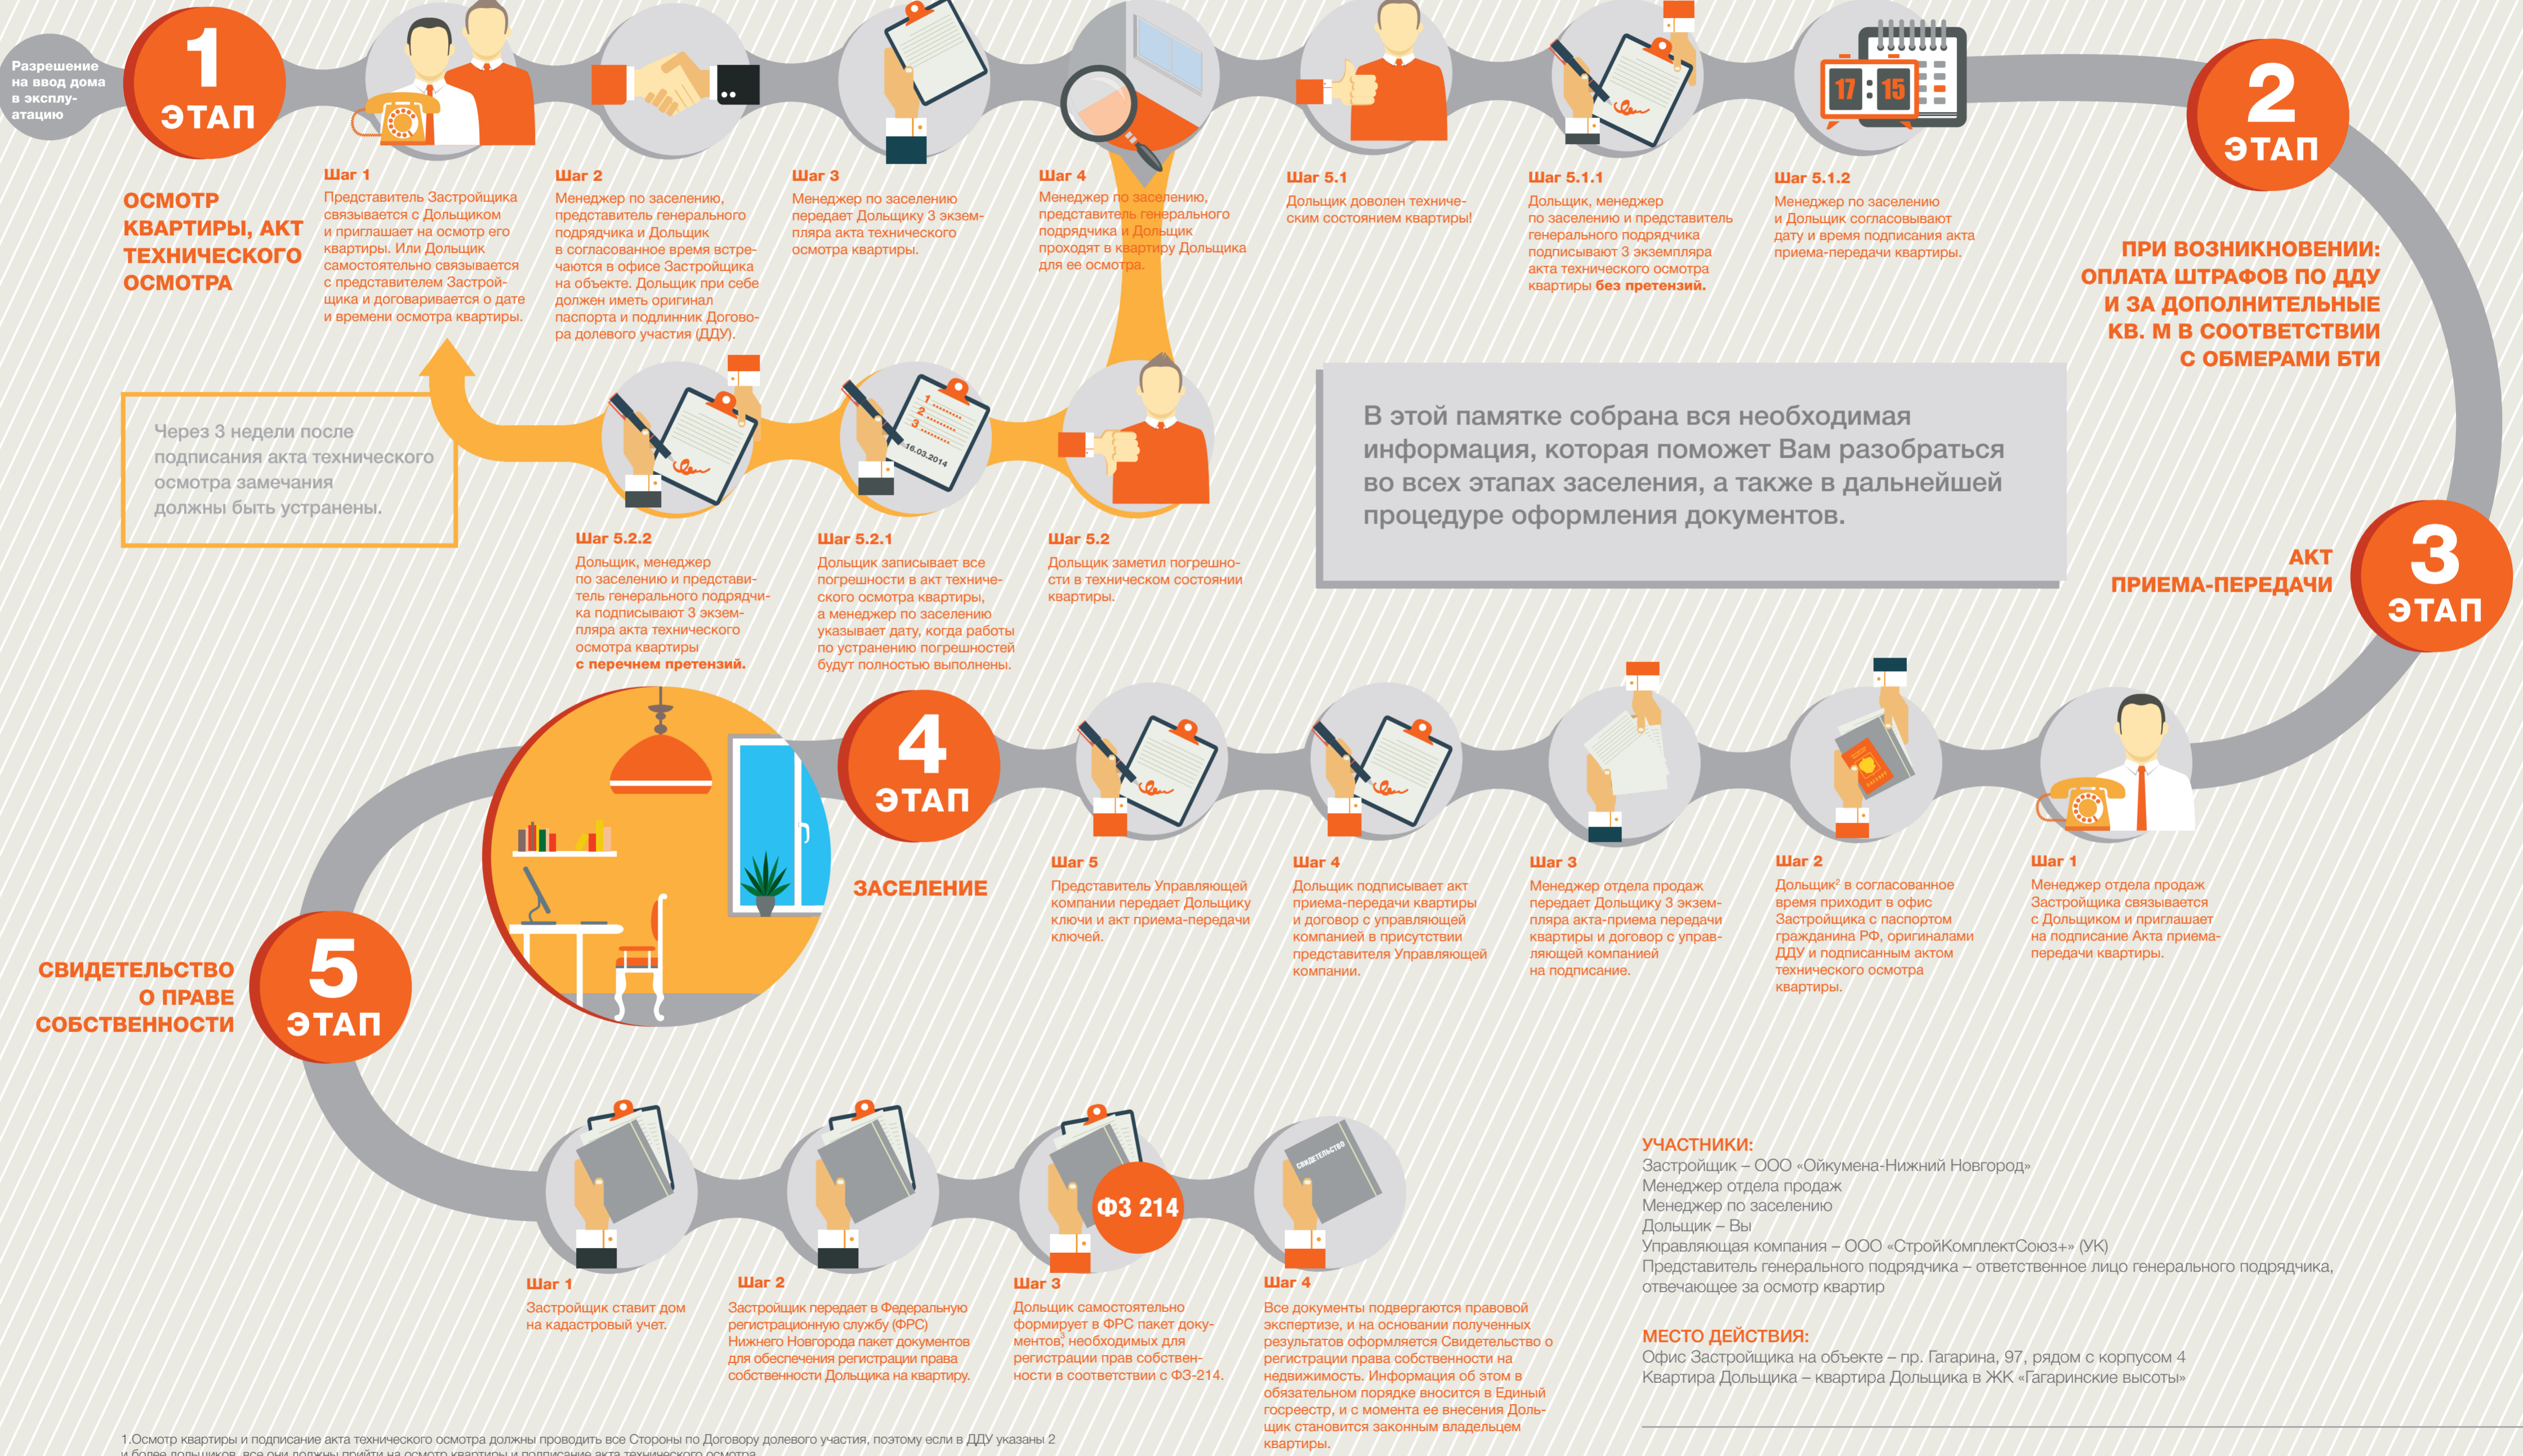 Разрешение
на ввод дома
в эксплу-
атацию
1
ЭТАП
ОСМОТР
КВАРТИРЫ, АКТ
ТЕХНИЧЕСКОГО
ОСМОТРА
Шаг 1
Представитель Застройщика
связывается с Дольщиком
и приглашает на осмотр его
квартиры. Или Дольщик
самостоятельно связывается
с представителем Застрой-
щика и договаривается о дате
и времени осмотра квартиры.
Шаг 2
Менеджер по заселению,
представитель генерального
подрядчика и Дольщик
в согласованное время встре-
чаются в офисе Застройщика
на объекте. Дольщик при себе
должен иметь оригинал
паспорта и подлинник Догово-
ра долевого участия (ДДУ).
Шаг 3
Менеджер по заселению
передает Дольщику 3 экзем-
пляра акта технического
осмотра квартиры.
Шаг 4
Менеджер по заселению,
представитель генерального
подрядчика и Дольщик
проходят в квартиру Дольщика
для ее осмотра.
Шаг 5.1
Дольщик доволен техниче-
ским состоянием квартиры!
Шаг 5.1.1
Дольщик, менеджер
по заселению и представитель
генерального подрядчика
подписывают 3 экземпляра
акта технического осмотра
квартиры без претензий.
17:15
Шаг 5.1.2
Менеджер по заселению
и Дольщик согласовывают
дату и время подписания акта
приема-передачи квартиры.
2
ЭТАП
ПРИ ВОЗНИКНОВЕНИИ:
ОПЛАТА ШТРАФОВ ПО ДДУ
И ЗА ДОПОЛНИТЕЛЬНЫЕ
КВ. М В СООТВЕТСТВИИ
С ОБМЕРАМИ БТИ
Через 3 недели после
подписания акта технического
осмотра замечания
должны быть устранены.
Шаг 5.2.2
Дольщик, менеджер
по заселению и представи-
тель генерального подрядчи-
ка подписывают 3 экзем-
пляра акта технического
осмотра квартиры
с перечнем претензий.
1
2
3
16.03.2014
Шаг 5.2.1
Дольщик записывает все
погрешности в акт техниче-
ского осмотра квартиры,
а менеджер по заселению
указывает дату, когда работы
по устранению погрешностей
будут полностью выполнены.
Шаг 5.2
Дольщик заметил погрешно-
сти в техническом состоянии
квартиры.
В этой памятке собрана вся необходимая
информация, которая поможет Вам разобраться
во всех этапах заселения, а также в дальнейшей
процедуре оформления документов.
3
ЭТАП
АКТ
ПРИЕМА-ПЕРЕДАЧИ
4
ЭТАП
ЗАСЕЛЕНИЕ
Шаг 5
Представитель Управляющей
компании передает Дольщику
ключи и акт приема-передачи
ключей.
Шаг 4
Дольщик подписывает акт
приема-передачи квартиры
и договор с управляющей
компанией в присутствии
представителя Управляющей
компании.
Шаг 3
Менеджер отдела продаж
передает Дольщику 3 экзем-
пляра акта-приема передачи
квартиры и договор с управ-
ляющей компанией
на подписание.
Шаг 2
Дольщик² в согласованное
время приходит в офис
Застройщика с паспортом
гражданина РФ, оригиналами
ДДУ и подписанным актом
технического осмотра
квартиры.
Шаг 1
Менеджер отдела продаж
Застройщика связывается
с Дольщиком и приглашает
на подписание Акта приема-
передачи квартиры.
5
ЭТАП
СВИДЕТЕЛЬСТВО
О ПРАВЕ
СОБСТВЕННОСТИ
Шаг 1
Застройщик ставит дом
на кадастровый учет.
Шаг 2
Застройщик передает в Федеральную
регистрационную службу (ФРС)
Нижнего Новгорода пакет документов
для обеспечения регистрации права
собственности Дольщика на квартиру.
ФЗ 214
Шаг 3
Дольщик самостоятельно
формирует в ФРС пакет доку-
ментов³, необходимых для
регистрации прав собствен-
ности в соответствии с ФЗ-214.
СВИДЕТЕЛЬСТВО
Шаг 4
Все документы подвергаются правовой
экспертизе, и на основании полученных
результатов оформляется Свидетельство о
регистрации права собственности на
недвижимость. Информация об этом в
обязательном порядке вносится в Единый
госреестр, и с момента ее внесения Доль-
щик становится законным владельцем
квартиры.
УЧАСТНИКИ:
Застройщик – ООО «Ойкумена-Нижний Новгород»
Менеджер отдела продаж
Менеджер по заселению
Дольщик – Вы
Управляющая компания – ООО «СтройКомплектСоюз+» (УК)
Представитель генерального подрядчика – ответственное лицо генерального подрядчика,
отвечающее за осмотр квартир
МЕСТО ДЕЙСТВИЯ:
Офис Застройщика на объекте – пр. Гагарина, 97, рядом с корпусом 4
Квартира Дольщика – квартира Дольщика в ЖК «Гагаринские высоты»
1.Осмотр квартиры и подписание акта технического осмотра должны проводить все Стороны по Договору долевого участия, поэтому если в ДДУ указаны 2
и более дольщиков, все они должны прийти на осмотр квартиры и подписание акта технического осмотра